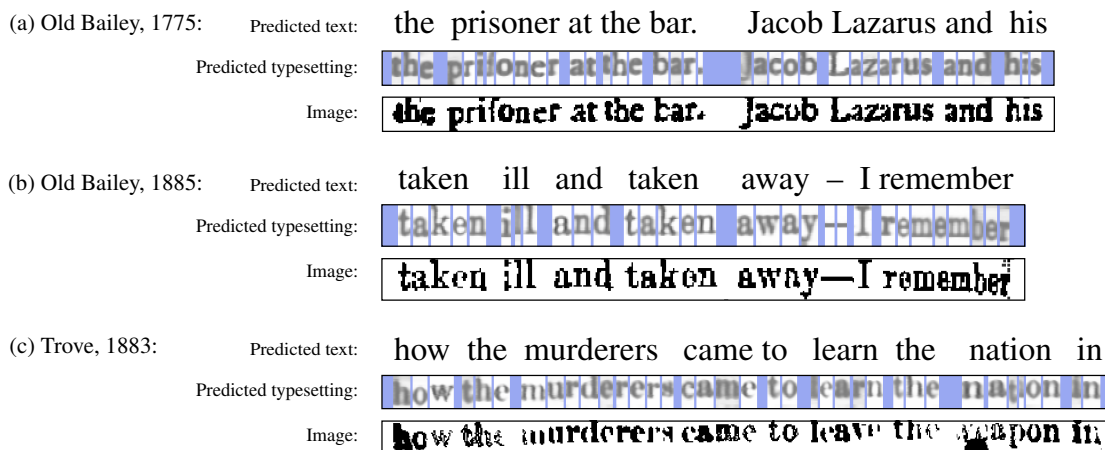 (a) Old Bailey, 1775: Predicted text: the prisoner at the bar. Jacob Lazarus and his
Predicted typesetting: the priſoner at the bar. Jacob Lazarus and his
Image: the priſoner at the bar. Jacob Lazarus and his
(b) Old Bailey, 1885: Predicted text: taken ill and taken away – I remember
Predicted typesetting: taken ill and taken away—I remember
Image: taken ill and taken away—I remember
(c) Trove, 1883: Predicted text: how the murderers came to learn the nation in
Predicted typesetting: how the murderers came to learn the nation in
Image: how the murderers came to leave the weapon in